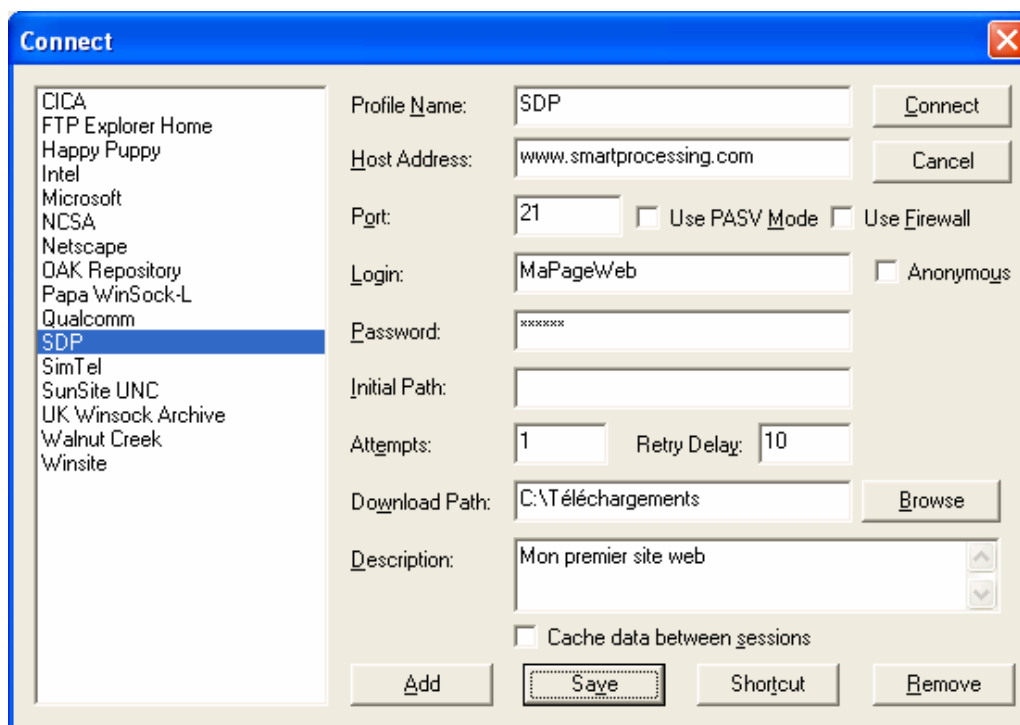 Connect
CICA
FTP Explorer Home
Happy Puppy
Intel
Microsoft
NCSA
Netscape
OAK Repository
Papa WinSock-L
Qualcomm
SDP
SimTel
SunSite UNC
UK Winsock Archive
Walnut Creek
Winsite
Profile Name: SDP Connect
Host Address: www.smartprocessing.com Cancel
Port: 21 Use PASV Mode Use Firewall
Login: MaPageWeb Anonymous
Password: ******
Initial Path:
Attempts: 1 Retry Delay: 10
Download Path: C:\Téléchargements Browse
Description: Mon premier site web
Cache data between sessions
Add Save Shortcut Remove